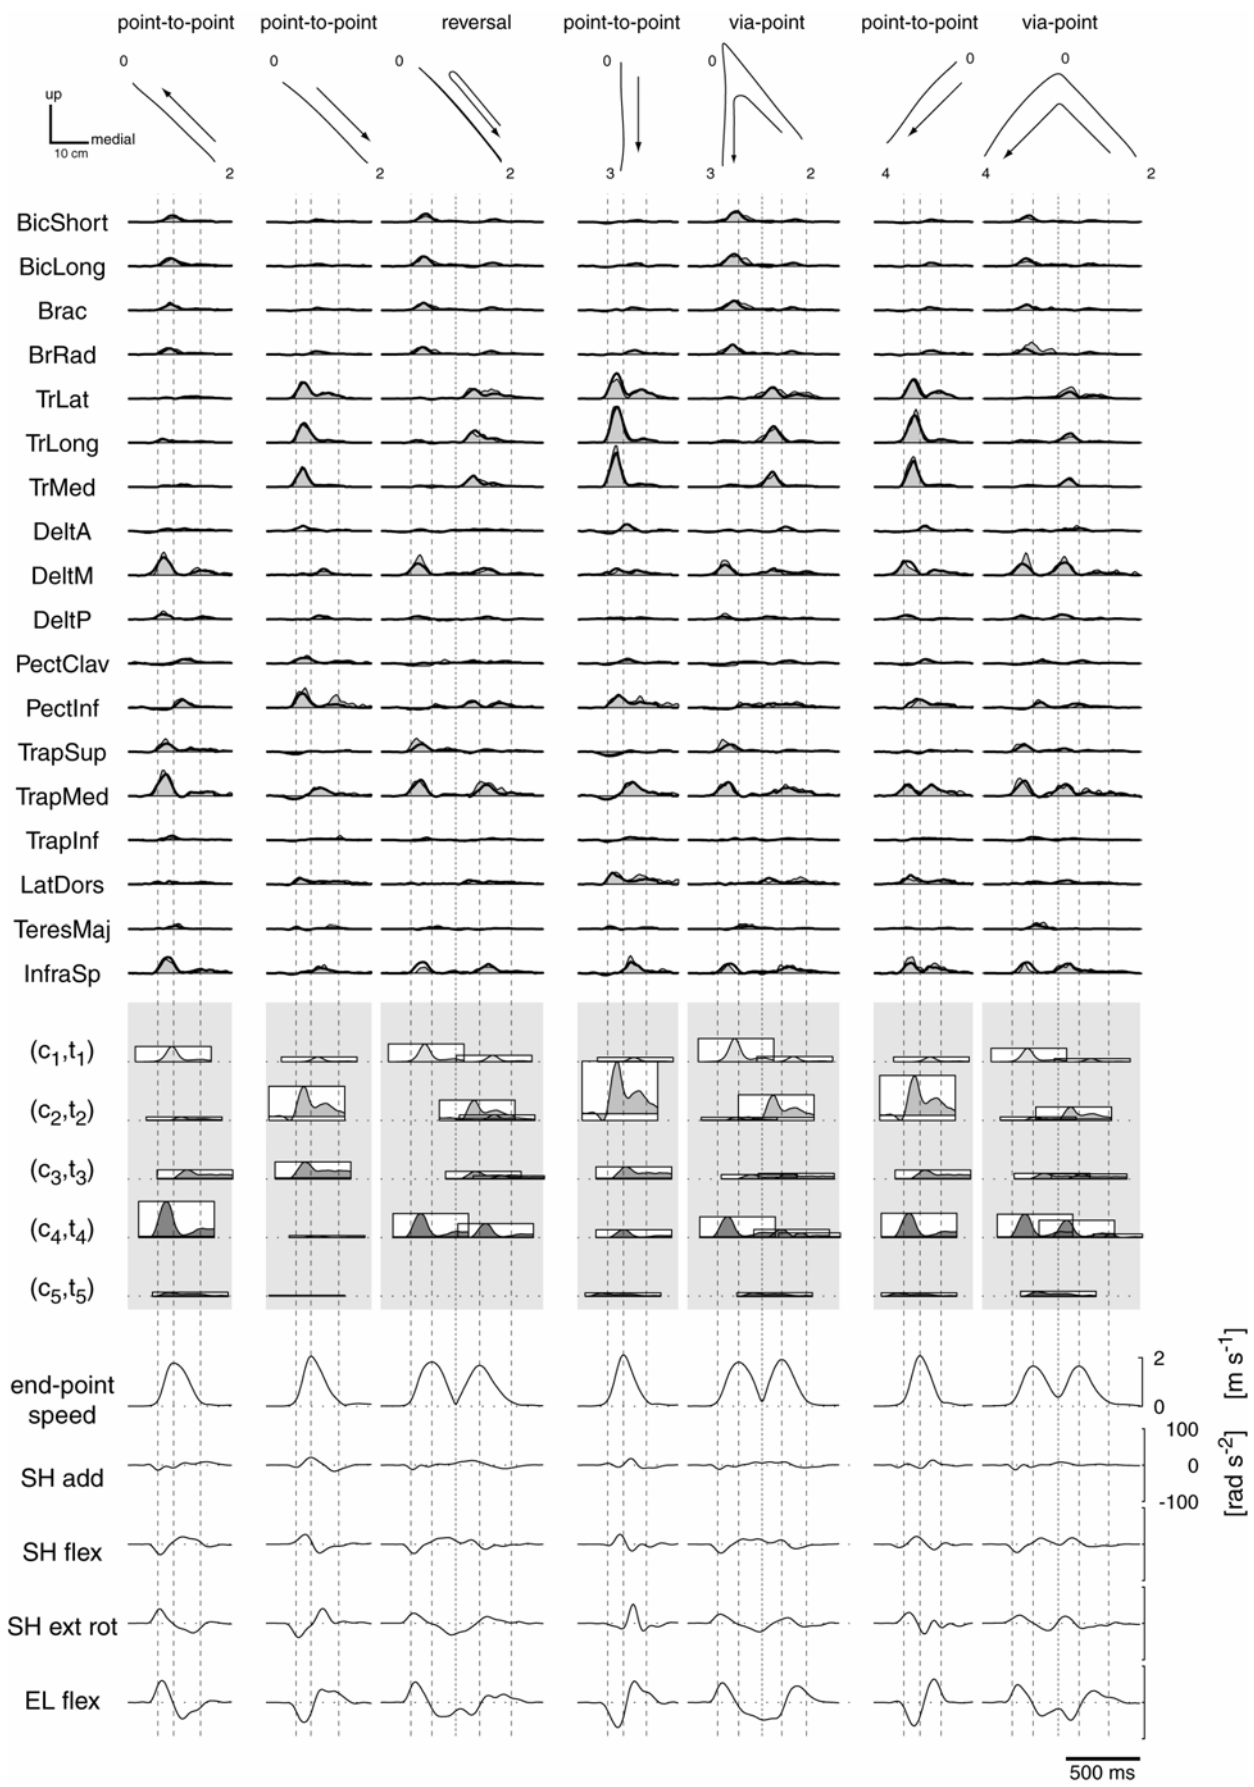 point-to-point point-to-point reversal point-to-point via-point point-to-point via-point
0 0 0 0 0 0 0
up
medial
10 cm
2 2 2 3 3 2 4 4 2
BicShort
BicLong
Brac
BrRad
TrLat
TrLong
TrMed
DeltA
DeltM
DeltP
PectClav
PectInf
TrapSup
TrapMed
TrapInf
LatDors
TeresMaj
InfraSp
(c₁,t₁)
(c₂,t₂)
(c₃,t₃)
(c₄,t₄)
(c₅,t₅)
end-point
speed
2
0
[m s⁻¹]
SH add
100
0
-100
[rad s⁻²]
SH flex
SH ext rot
EL flex
500 ms